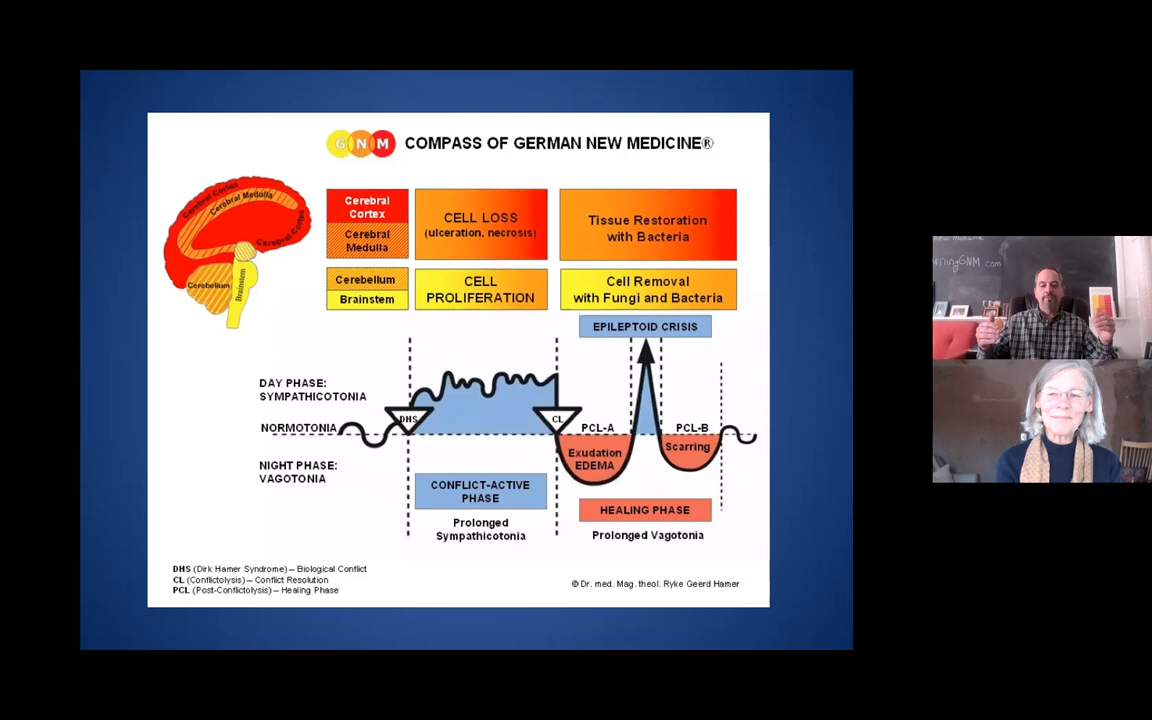 GNM COMPASS OF GERMAN NEW MEDICINE®
Cerebral Cortex
Cerebral Medulla
Cerebral Cortex
Cerebellum
Brainstem
Cerebral
Cortex
Cerebral
Medulla
CELL LOSS
(ulceration, necrosis)
Tissue Restoration
with Bacteria
Cerebellum
Brainstem
CELL
PROLIFERATION
Cell Removal
with Fungi and Bacteria
EPILEPTOID CRISIS
DAY PHASE:
SYMPATHICOTONIA
NORMOTONIA
DHS
CL
PCL-A
PCL-B
Exudation
EDEMA
Scarring
NIGHT PHASE:
VAGOTONIA
CONFLICT-ACTIVE
PHASE
HEALING PHASE
Prolonged
Sympathicotonia
Prolonged Vagotonia
DHS (Dirk Hamer Syndrome) – Biological Conflict
CL (Conflictolysis) – Conflict Resolution
PCL (Post-Conflictolysis) – Healing Phase
© Dr. med. Mag. theol. Ryke Geerd Hamer
rningGNM.com